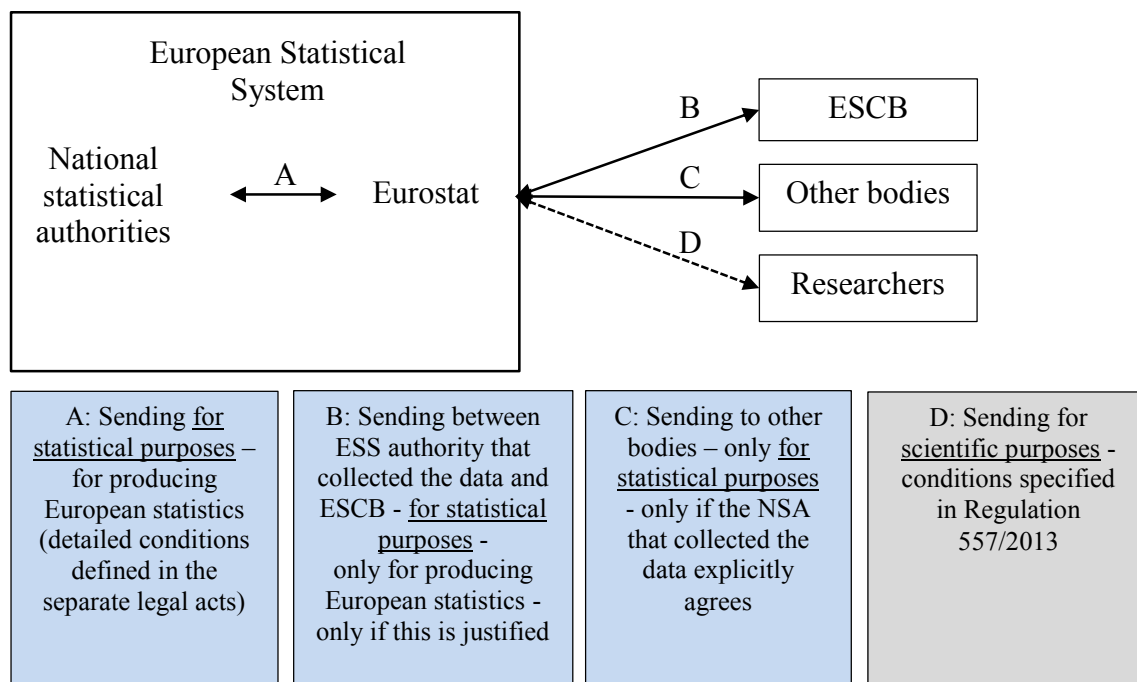 European Statistical
System
National
statistical
authorities
A
Eurostat
B
C
D
ESCB
Other bodies
Researchers
A: Sending for
statistical purposes –
for producing
European statistics
(detailed conditions
defined in the
separate legal acts)
B: Sending between
ESS authority that
collected the data and
ESCB - for statistical
purposes -
only for producing
European statistics -
only if this is justified
C: Sending to other
bodies – only for
statistical purposes
- only if the NSA
that collected the
data explicitly
agrees
D: Sending for
scientific purposes -
conditions specified
in Regulation
557/2013